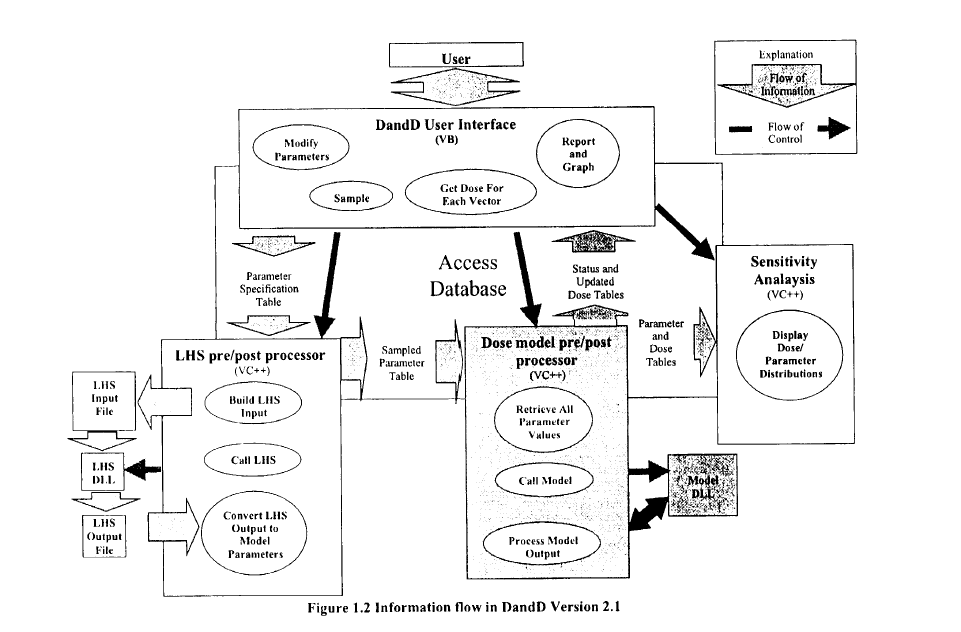 User
Explanation
Flow of
Information
Flow of
Control
DandD User Interface
(VB)
Modify
Parameters
Report
and
Graph
Sample
Get Dose For
Each Vector
Parameter
Specification
Table
Access
Database
Status and
Updated
Dose Tables
Sensitivity
Analaysis
(VC++)
Display
Dose/
Parameter
Distributions
Parameter
and
Dose
Tables
LHS pre/post processor
(VC++)
Sampled
Parameter
Table
Dose model pre/post
processor
(VC++)
LHS
Input
File
Build LHS
Input
Retrieve All
Parameter
Values
LHS
DLL
Call LHS
Call Model
Model
DLL
LHS
Output
File
Convert LHS
Output to
Model
Parameters
Process Model
Output
Figure 1.2 Information flow in DandD Version 2.1